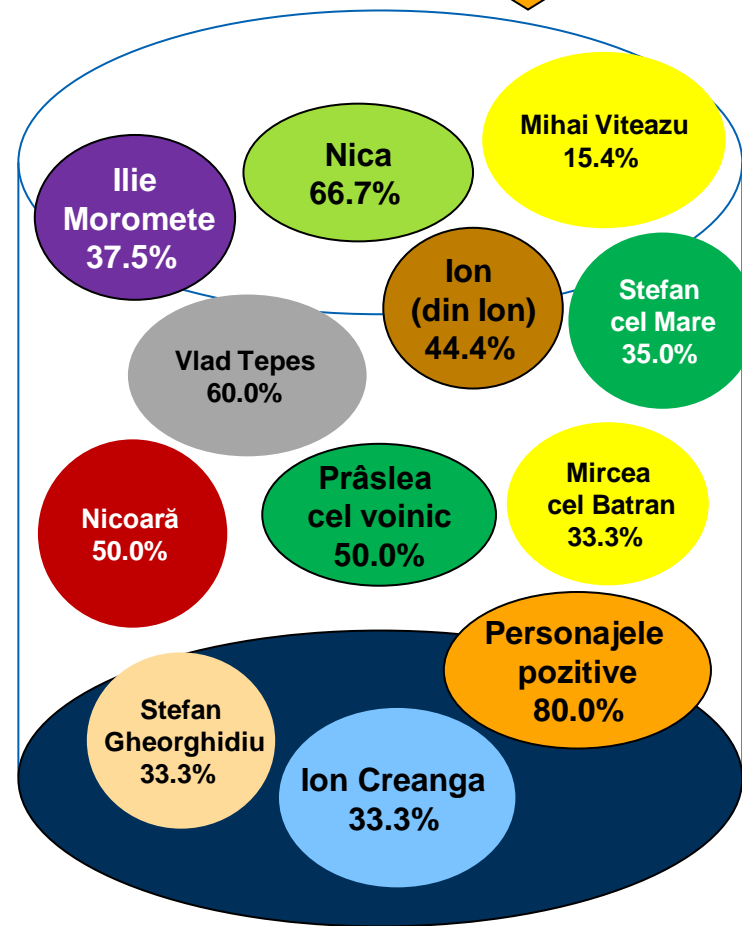 Mihai Viteazu
15.4%
Nica
66.7%
Ilie
Moromete
37.5%
Ion
(din Ion)
44.4%
Stefan
cel Mare
35.0%
Vlad Tepes
60.0%
Nicoară
50.0%
Prâslea
cel voinic
50.0%
Mircea
cel Batran
33.3%
Personajele
pozitive
80.0%
Stefan
Gheorghidiu
33.3%
Ion Creanga
33.3%